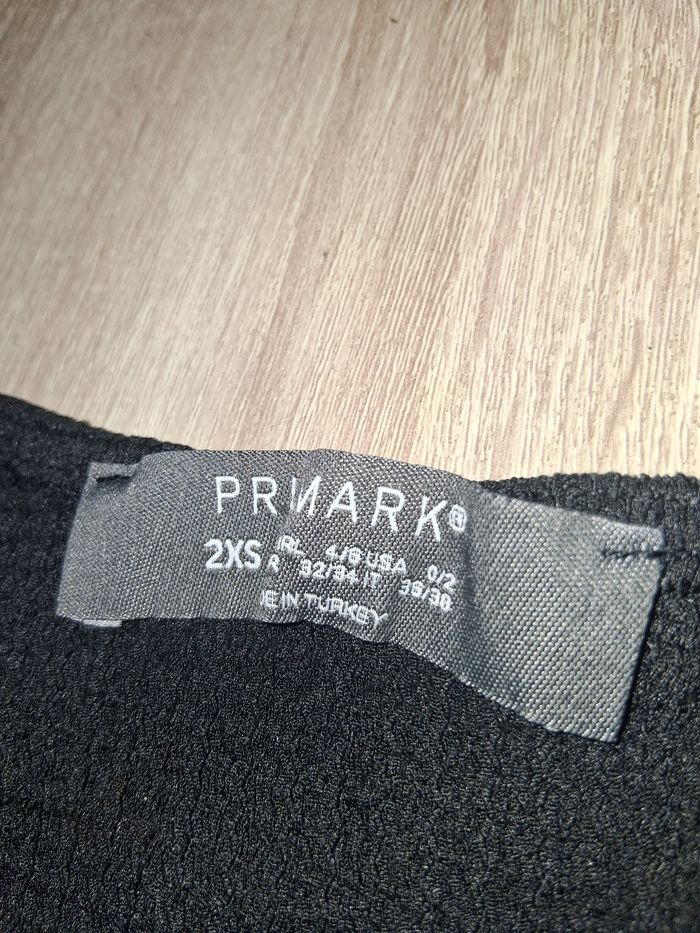 PRIMARK®
2XS IRL 4/6 USA 0/2
R 32/34 IT 36/38
E IN TURKEY